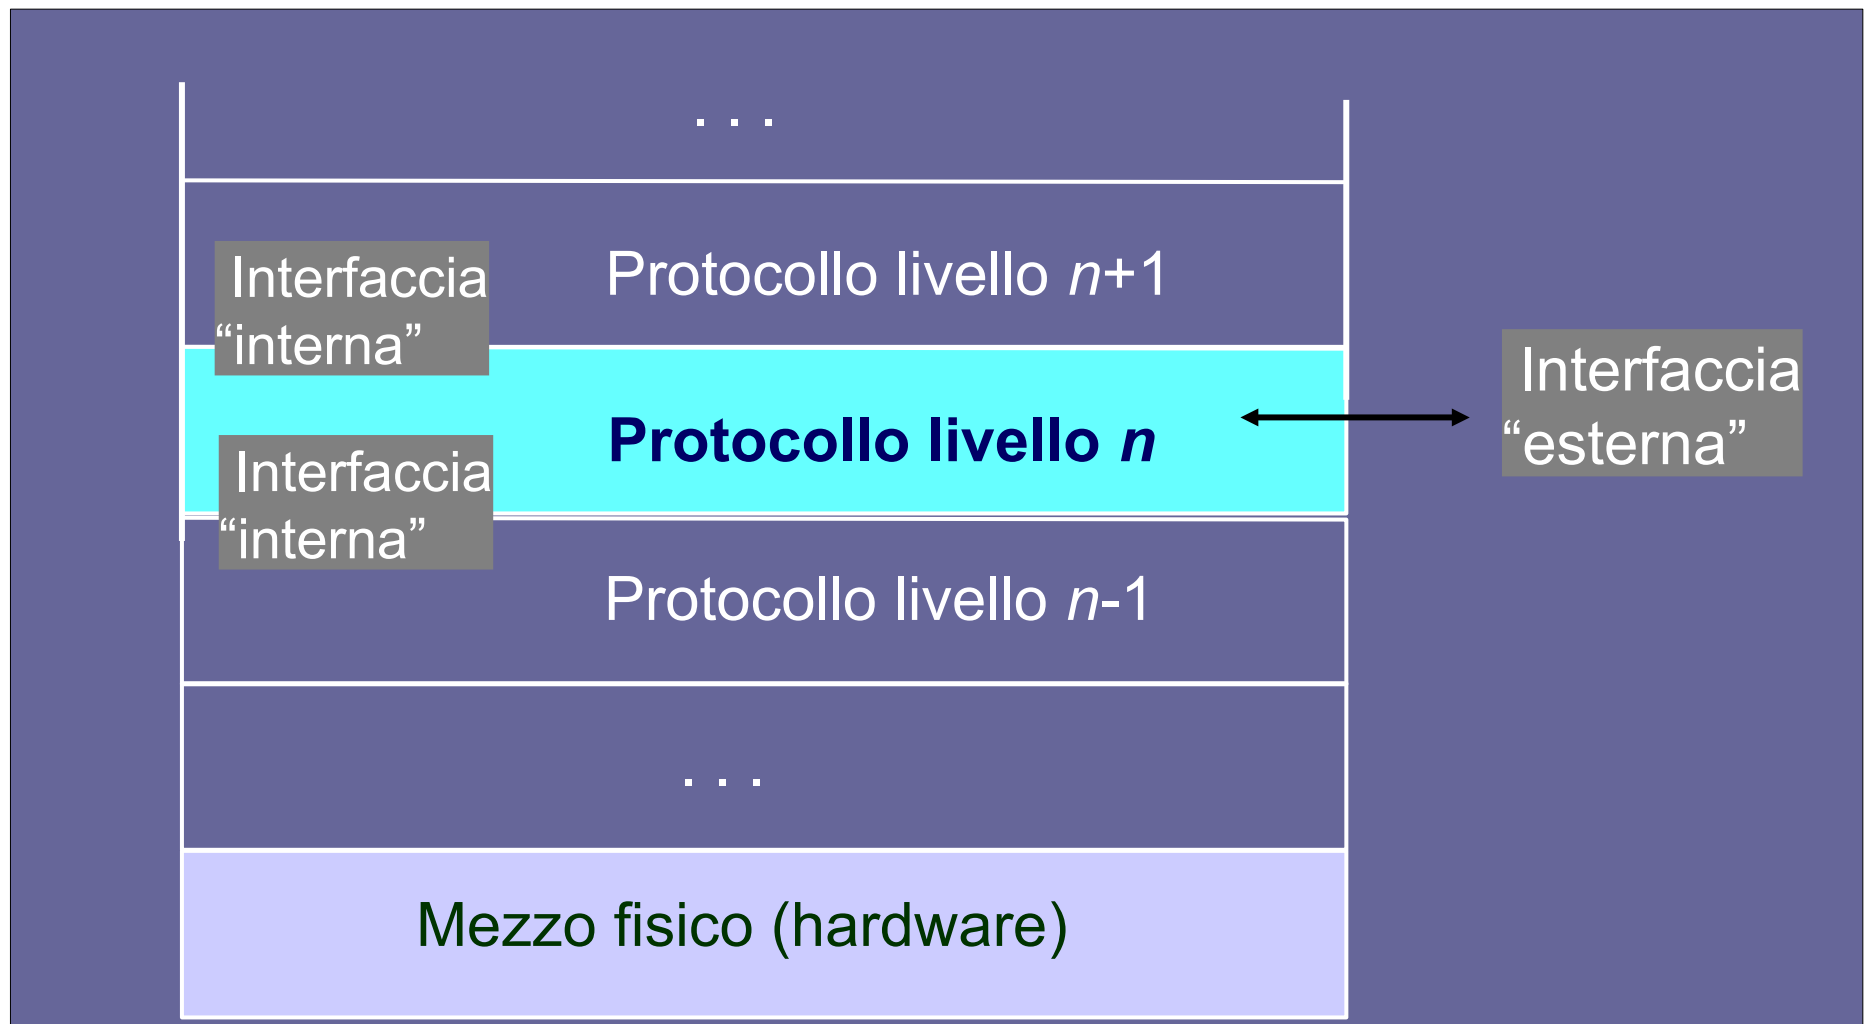 . . .
Protocollo livello n+1
Interfaccia
“interna”
Interfaccia
“esterna”
Protocollo livello n
Interfaccia
“interna”
Protocollo livello n-1
. . .
Mezzo fisico (hardware)